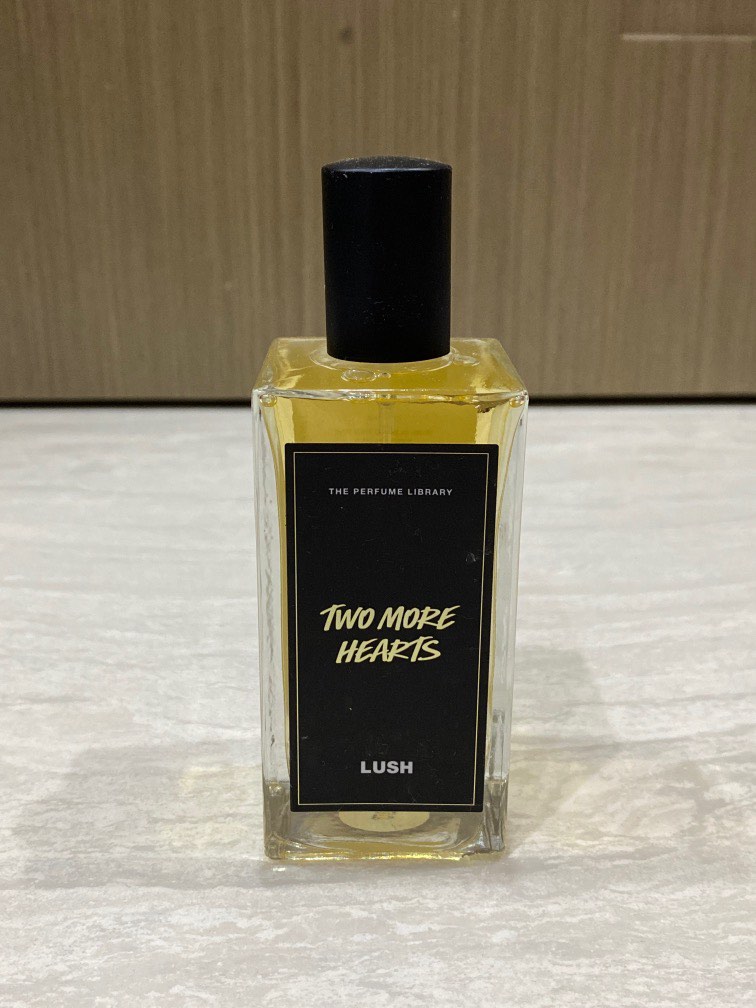 THE PERFUME LIBRARY
TWO MORE
HEARTS
LUSH